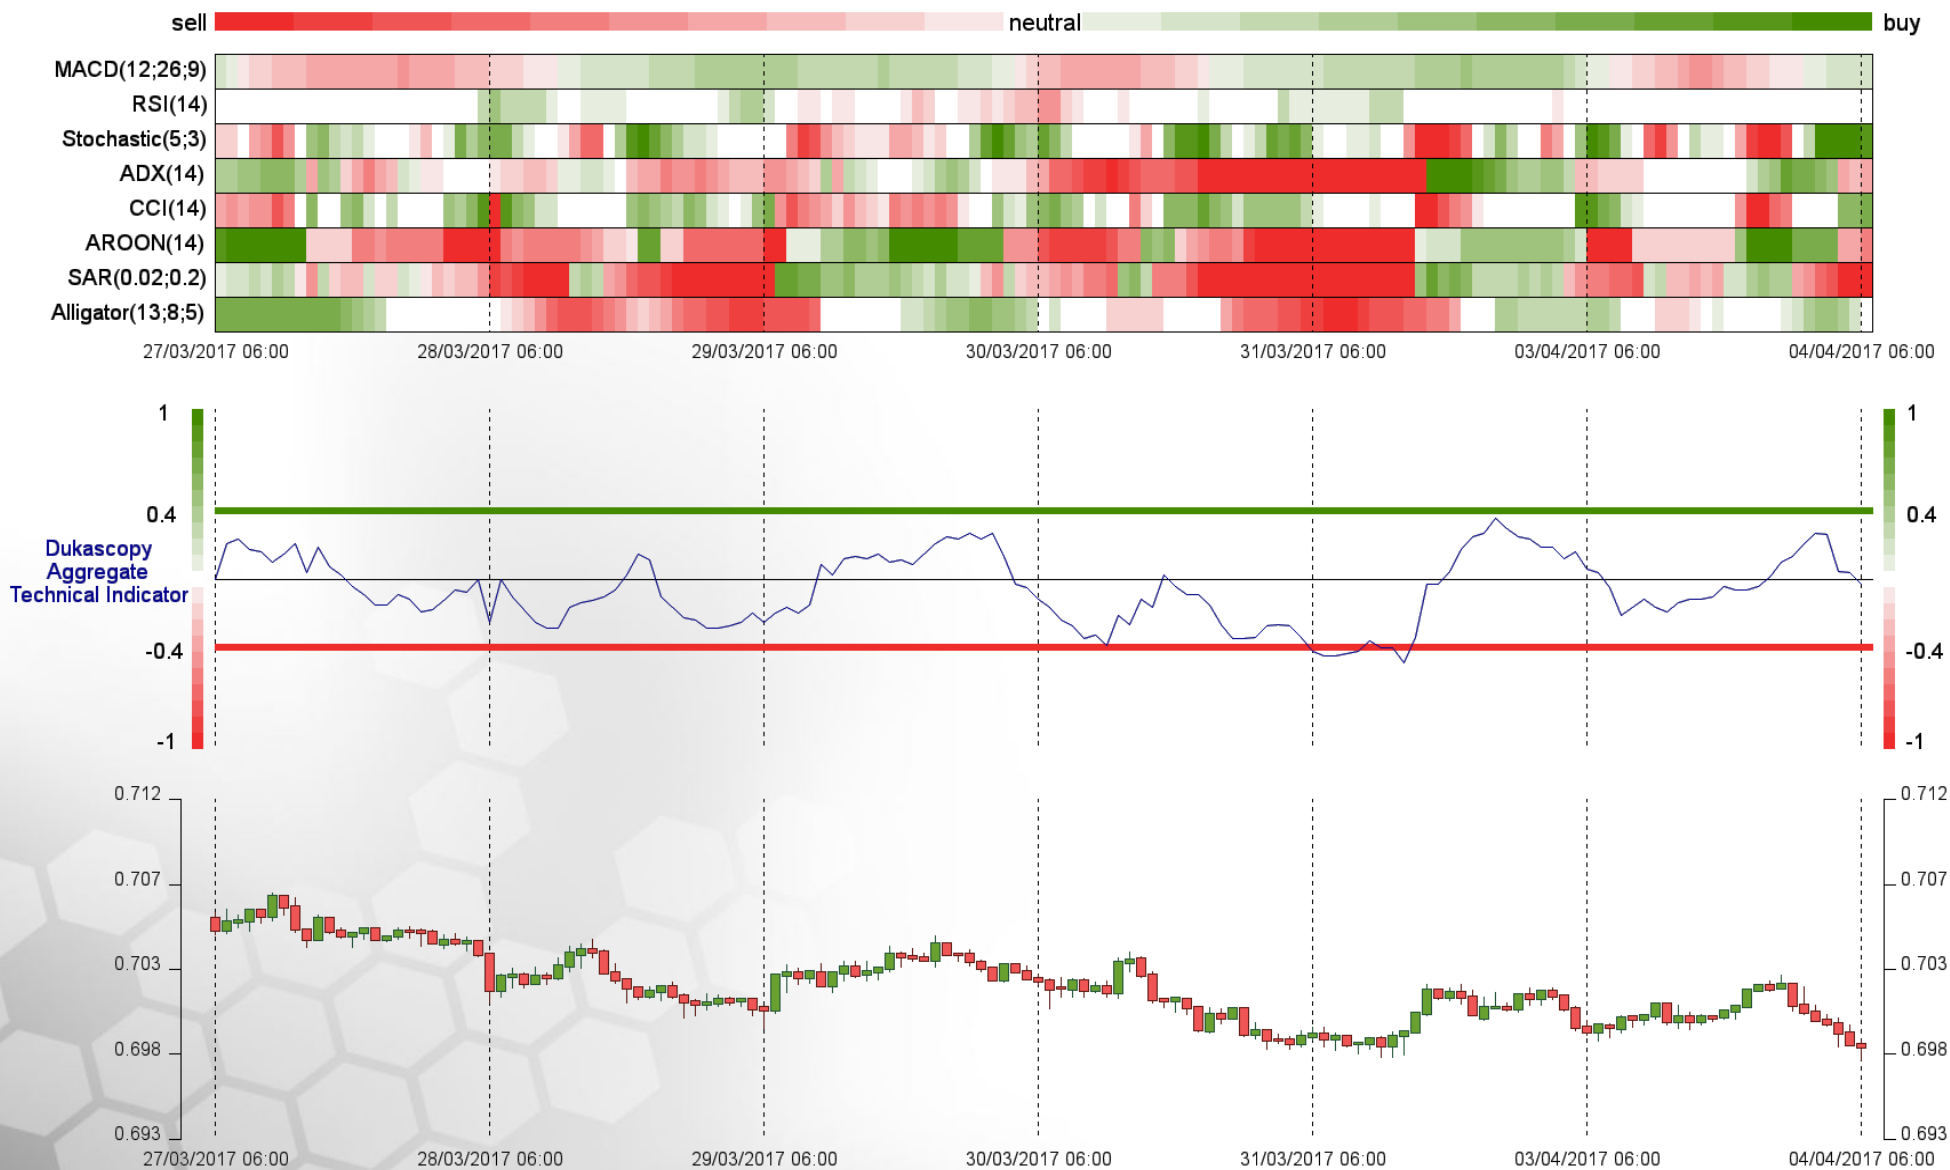 sell neutral buy
MACD(12;26;9)
RSI(14)
Stochastic(5;3)
ADX(14)
CCI(14)
AROON(14)
SAR(0.02;0.2)
Alligator(13;8;5)
27/03/2017 06:00 28/03/2017 06:00 29/03/2017 06:00 30/03/2017 06:00 31/03/2017 06:00 03/04/2017 06:00 04/04/2017 06:00
1 1
0.4 0.4
Dukascopy
Aggregate
Technical Indicator
-0.4 -0.4
-1 -1
0.712 0.712
0.707 0.707
0.703 0.703
0.698 0.698
0.693 0.693
27/03/2017 06:00 28/03/2017 06:00 29/03/2017 06:00 30/03/2017 06:00 31/03/2017 06:00 03/04/2017 06:00 04/04/2017 06:00